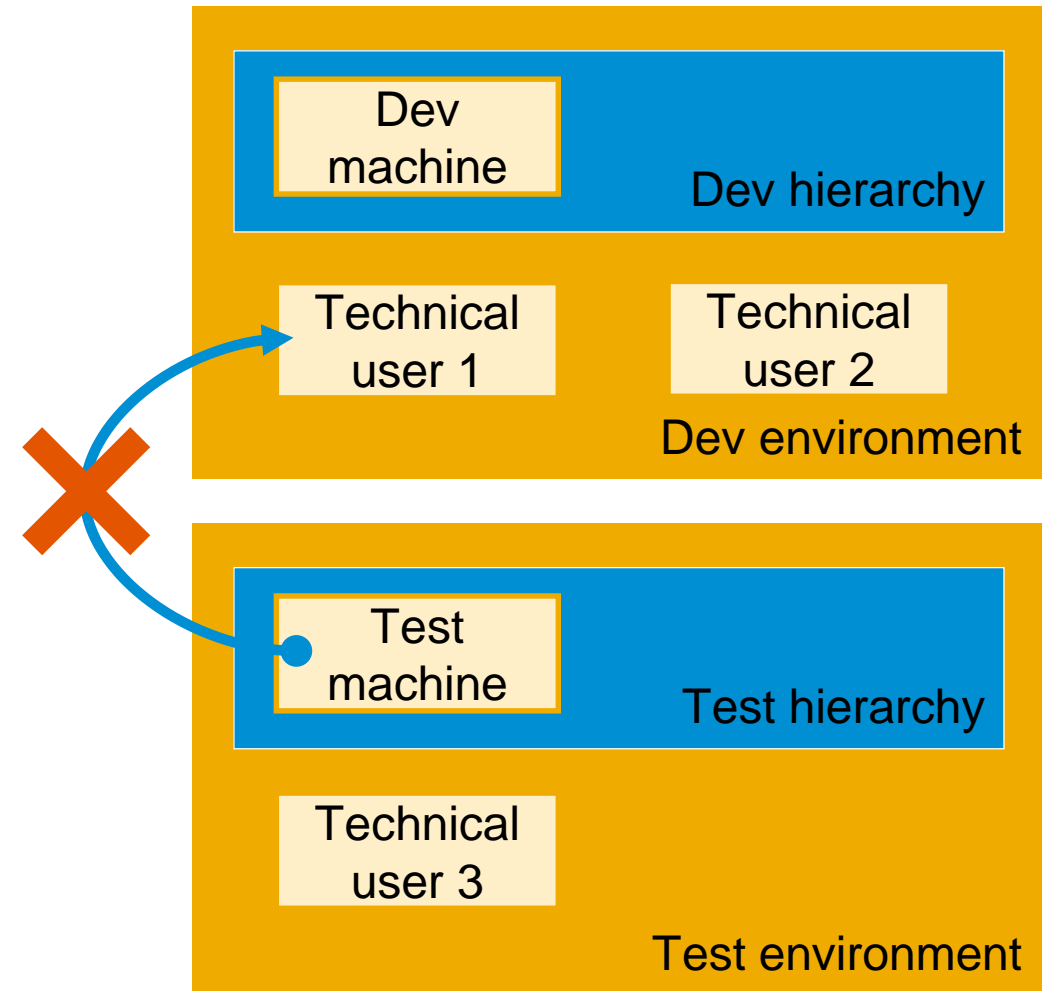 Dev
machine
Dev hierarchy
Technical
user 1
Technical
user 2
Dev environment
Test
machine
Test hierarchy
Technical
user 3
Test environment